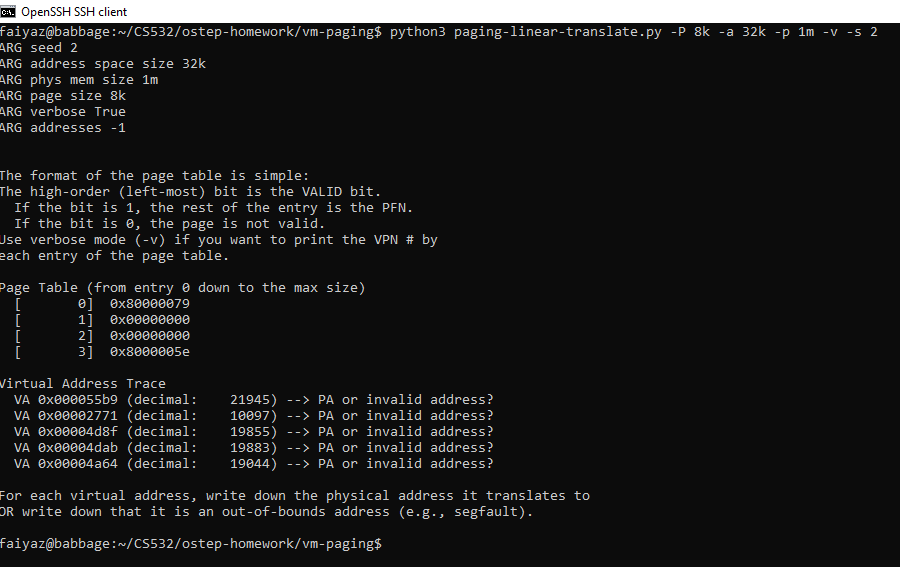 OpenSSH SSH client
faiyaz@babbage:~/CS532/ostep-homework/vm-paging$ python3 paging-linear-translate.py -P 8k -a 32k -p 1m -v -s 2
ARG seed 2
ARG address space size 32k
ARG phys mem size 1m
ARG page size 8k
ARG verbose True
ARG addresses -1
The format of the page table is simple:
The high-order (left-most) bit is the VALID bit.
  If the bit is 1, the rest of the entry is the PFN.
  If the bit is 0, the page is not valid.
Use verbose mode (-v) if you want to print the VPN # by
each entry of the page table.
Page Table (from entry 0 down to the max size)
  [       0]  0x80000079
  [       1]  0x00000000
  [       2]  0x00000000
  [       3]  0x8000005e
Virtual Address Trace
  VA 0x000055b9 (decimal:    21945) --> PA or invalid address?
  VA 0x00002771 (decimal:    10097) --> PA or invalid address?
  VA 0x00004d8f (decimal:    19855) --> PA or invalid address?
  VA 0x00004dab (decimal:    19883) --> PA or invalid address?
  VA 0x00004a64 (decimal:    19044) --> PA or invalid address?
For each virtual address, write down the physical address it translates to
OR write down that it is an out-of-bounds address (e.g., segfault).
faiyaz@babbage:~/CS532/ostep-homework/vm-paging$